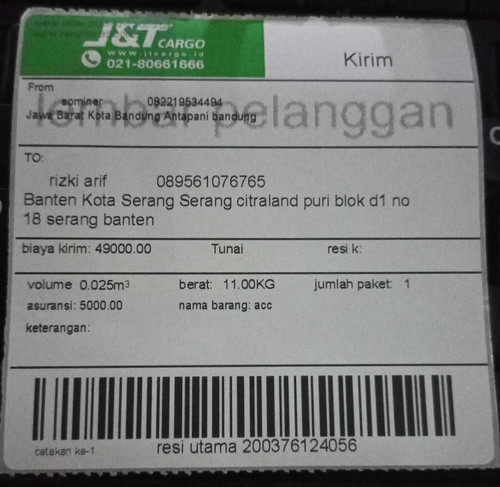 J&T CARGO
www.jtcargo.id
021-80661666
Kirim
From
sominer 082219534494
Jawa Barat Kota Bandung Antapani bandung
lembar pelanggan
TO:
rizki arif 089561076765
Banten Kota Serang Serang citraland puri blok d1 no
18 serang banten
biaya kirim: 49000.00 Tunai resi k:
volume 0.025m³ berat: 11.00KG jumlah paket: 1
asuransi: 5000.00 nama barang: acc
keterangan:
cetakan ke-1 resi utama 200376124056